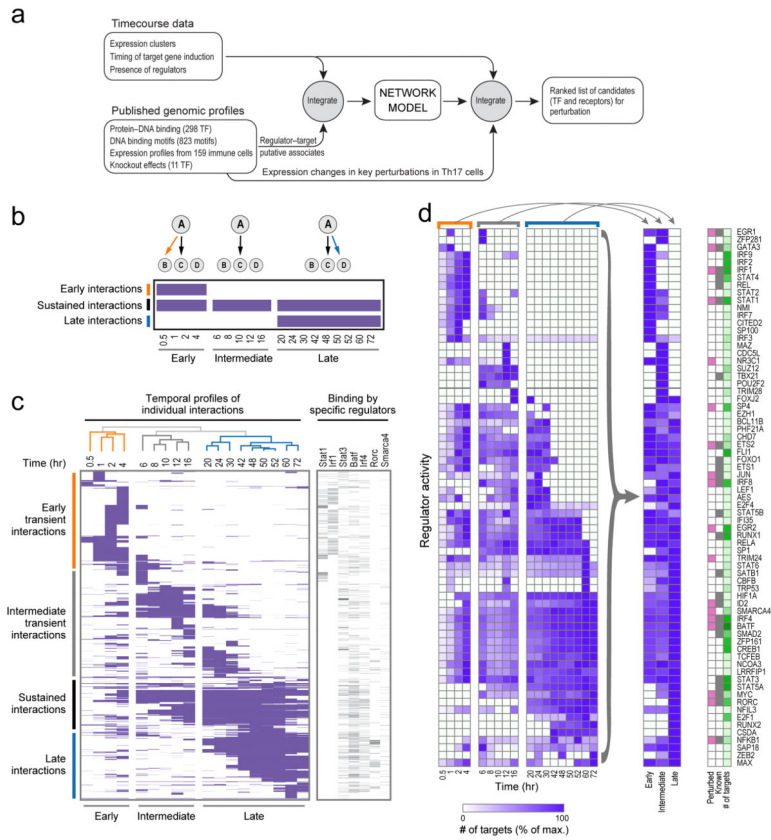 a
Timecourse data
Expression clusters
Timing of target gene induction
Presence of regulators
Published genomic profiles
Protein–DNA binding (298 TF)
DNA binding motifs (823 motifs)
Expression profiles from 159 immune cells
Knockout effects (11 TF)
Regulator–target
putative associates
Integrate
NETWORK
MODEL
Integrate
Ranked list of candidates
(TF and receptors) for
perturbation
Expression changes in key perturbations in Th17 cells
b
A
A
A
B C D
B C D
B C D
Early interactions
Sustained interactions
Late interactions
0.5 1 2 4 6 8 10 12 16 20 24 30 42 48 50 52 60 72
Early
Intermediate
Late
c
Temporal profiles of
individual interactions
Binding by
specific regulators
Time (hr)
0.5 1 2 4 6 8 10 12 16 20 24 30 42 48 50 52 60 72
Stat1 Irf1 Stat3 Batf Irf4 Rorc Smarca4
Early
transient
interactions
Intermediate
transient
interactions
Sustained
interactions
Late
interactions
Early
Intermediate
Late
d
Regulator activity
EGR1
ZFP281
GATA3
IRF9
IRF2
IRF1
STAT4
REL
STAT2
STAT1
NMI
IRF7
CITED2
SP100
IRF3
MAZ
CDC5L
NR3C1
SUZ12
TBX21
POU2F2
TRIM28
FOXJ2
SP4
EZH1
BCL11B
PHF21A
CHD7
ETS2
FLI1
FOXO1
ETS1
JUN
IRF8
LEF1
AES
E2F4
STAT5B
IFI35
EGR2
RUNX1
RELA
SP1
TRIM24
STAT6
SATB1
CBFB
TRP53
HIF1A
ID2
SMARCA4
IRF4
BATF
SMAD2
ZFP161
CREB1
TCFEB
NCOA3
LRRFIP1
STAT3
STAT5A
MYC
RORC
NFIL3
E2F1
RUNX2
CSDA
NFKB1
SAP18
ZEB2
MAX
0.5 1 2 4 6 8 10 12 16 20 24 30 42 48 50 52 60 72
Time (hr)
Early
Intermediate
Late
Perturbed
Known
# of targets
0 100
# of targets (% of max.)